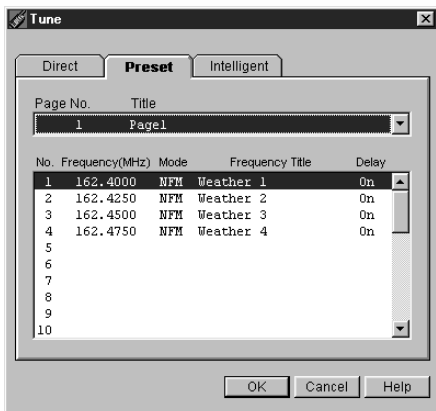 Tune
Direct Preset Intelligent
Page No. Title
1 Page1
No. Frequency(MHz) Mode Frequency Title Delay
1 162.4000 NFM Weather 1 On
2 162.4250 NFM Weather 2 On
3 162.4500 NFM Weather 3 On
4 162.4750 NFM Weather 4 On
5
6
7
8
9
10
OK Cancel Help